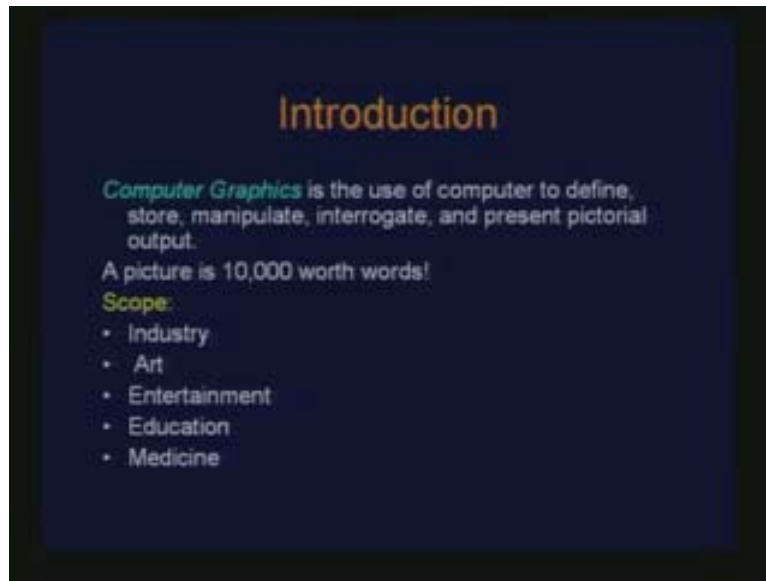 Introduction
Computer Graphics is the use of computer to define,
store, manipulate, interrogate, and present pictorial
output.
A picture is 10,000 worth words!
Scope:
• Industry
• Art
• Entertainment
• Education
• Medicine